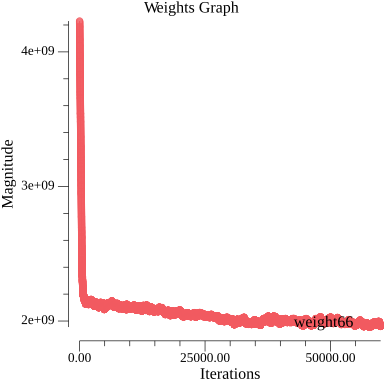 Weights Graph
4e+09
3e+09
2e+09
Magnitude
weight66
0.00
25000.00
50000.00
Iterations